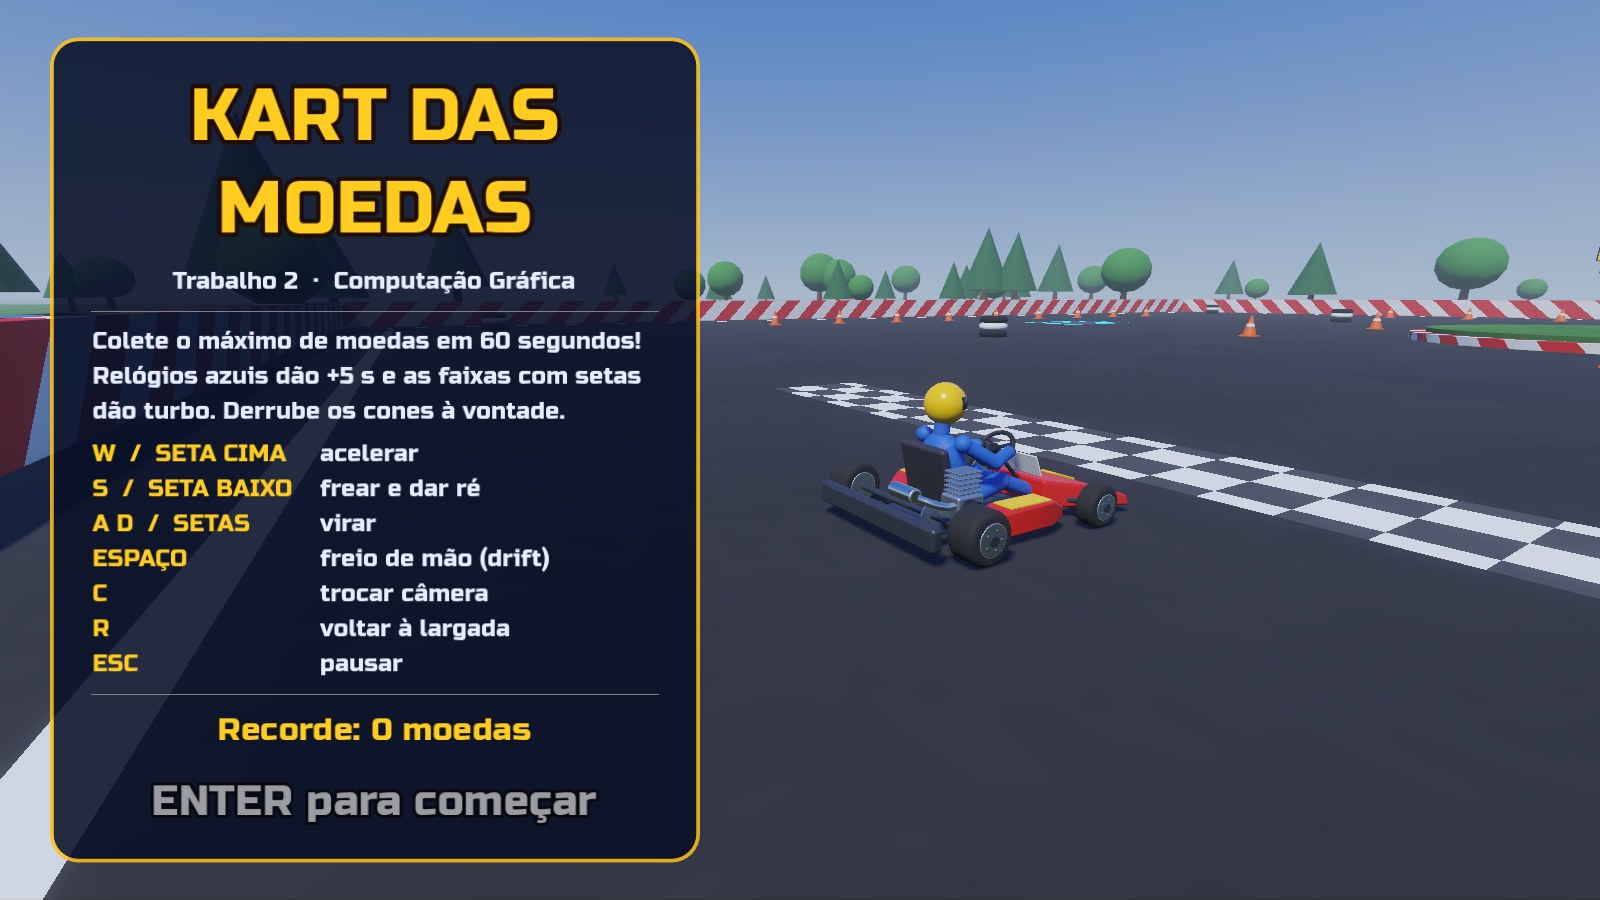 KART DAS
MOEDAS
Trabalho 2 · Computação Gráfica
Colete o máximo de moedas em 60 segundos!
Relógios azuis dão +5 s e as faixas com setas
dão turbo. Derrube os cones à vontade.
W / SETA CIMA acelerar
S / SETA BAIXO frear e dar ré
A D / SETAS virar
ESPAÇO freio de mão (drift)
C trocar câmera
R voltar à largada
ESC pausar
Recorde: 0 moedas
ENTER para começar